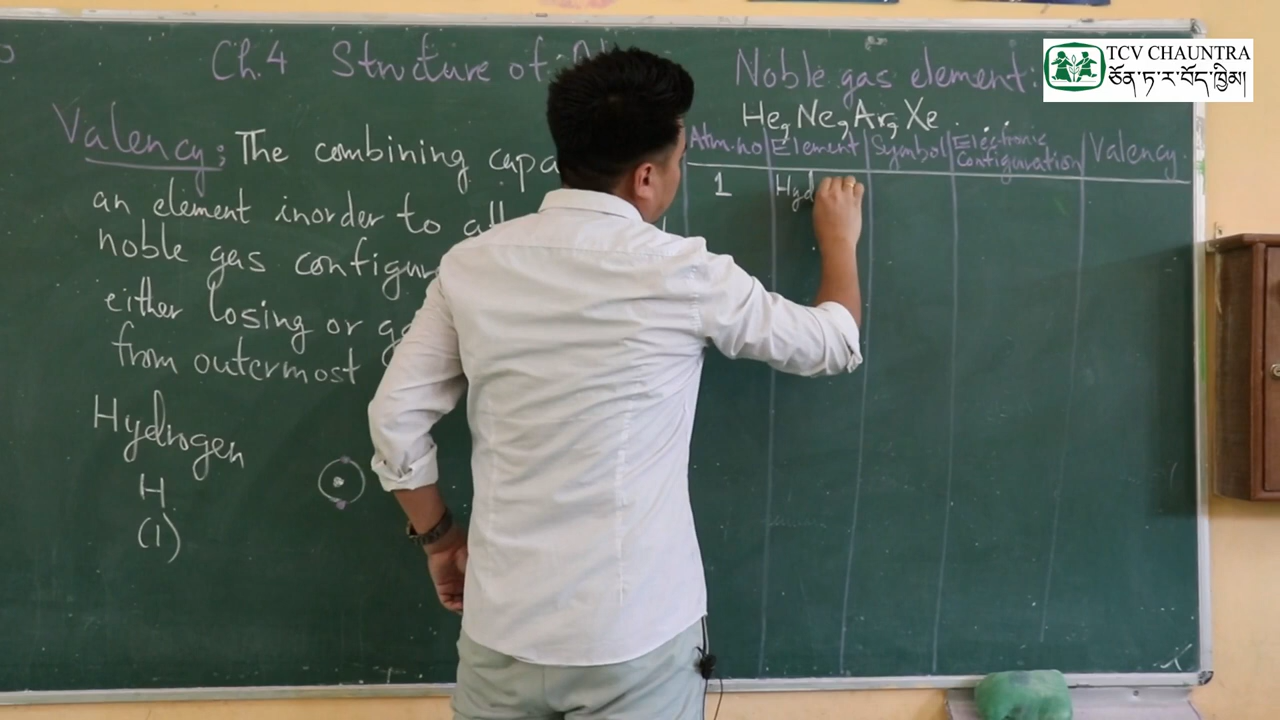 Ch.4 Structure of
Valency: The combining capa
an element inorder to
noble gas configur
either losing or
from outermost
Hydrogen
H
(1)
Noble gas element:
He, Ne, Ar, Xe . . .
Atm.no Element Symbol Electronic Configuration Valency
1 Hyd
TCV CHAUNTRA
ཅོན་ཏ་ར་བོད་ཁྱིམ།